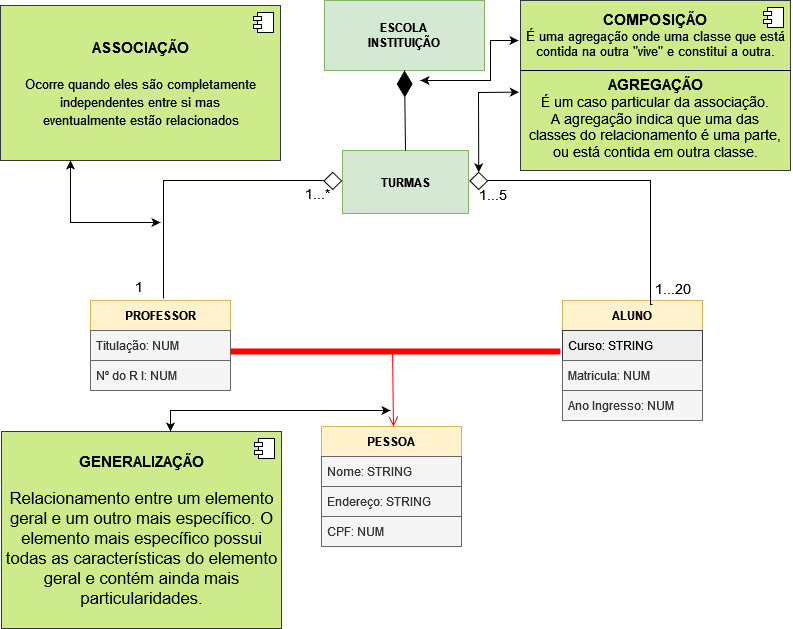 ASSOCIAÇÃO
Ocorre quando eles são completamente
independentes entre si mas
eventualmente estão relacionados
ESCOLA
INSTITUIÇÃO
COMPOSIÇÃO
É uma agregação onde uma classe que está
contida na outra "vive" e constitui a outra.
AGREGAÇÃO
É um caso particular da associação.
A agregação indica que uma das
classes do relacionamento é uma parte,
ou está contida em outra classe.
TURMAS
1...*
1...5
1
1...20
PROFESSOR
Titulação: NUM
Nº do R I: NUM
ALUNO
Curso: STRING
Matricula: NUM
Ano Ingresso: NUM
GENERALIZAÇÃO
Relacionamento entre um elemento
geral e um outro mais específico. O
elemento mais específico possui
todas as características do elemento
geral e contém ainda mais
particularidades.
PESSOA
Nome: STRING
Endereço: STRING
CPF: NUM